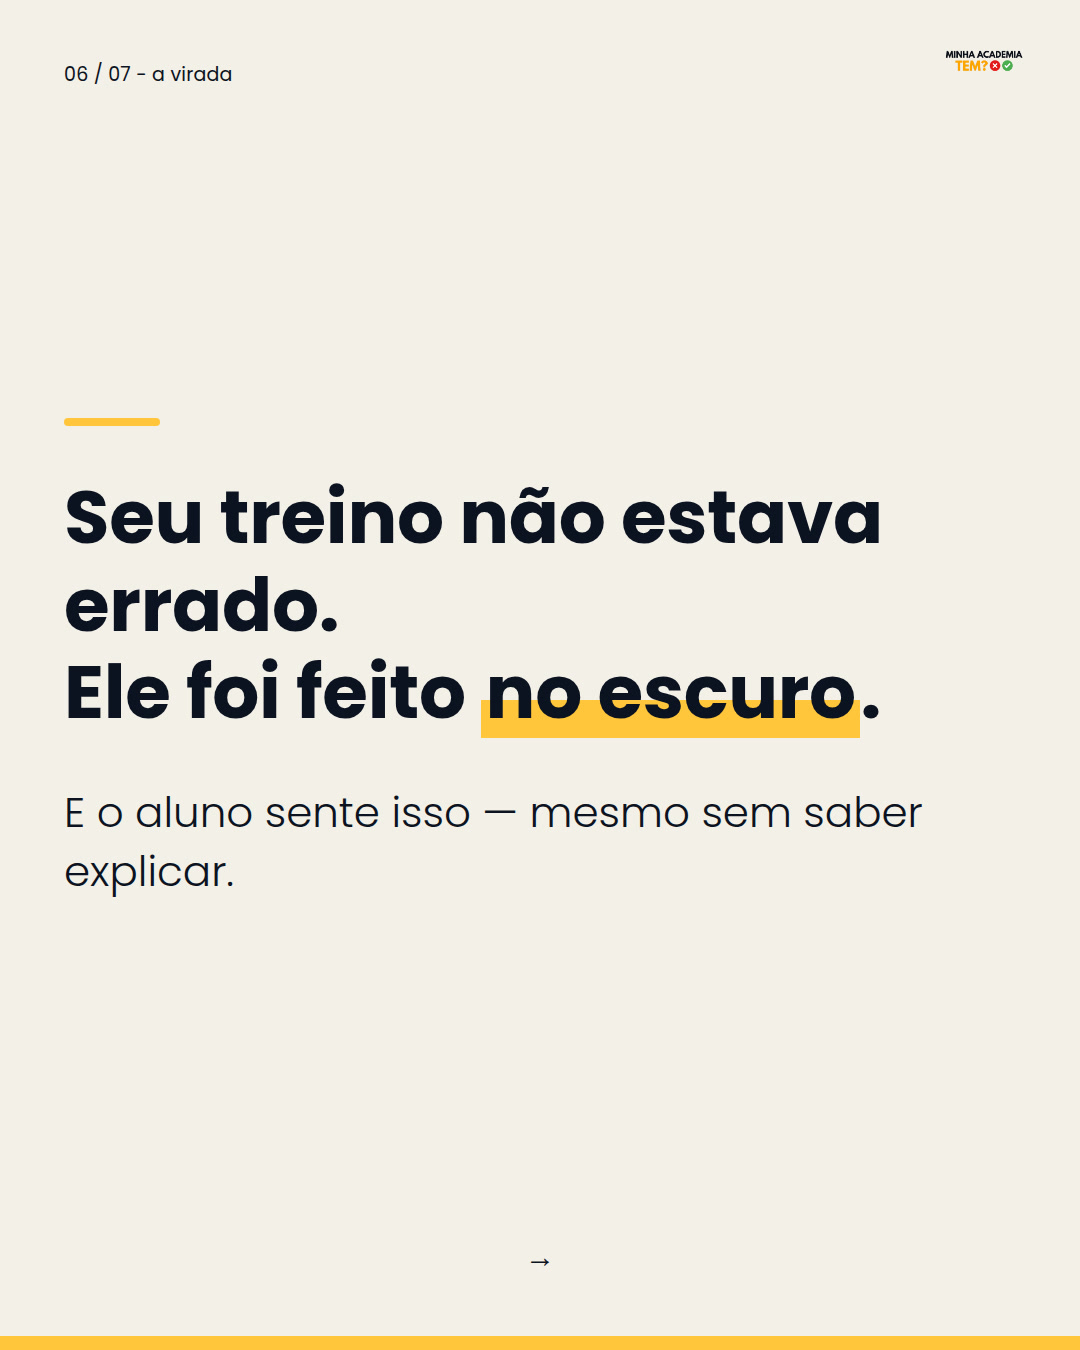 06 / 07 - a virada
MINHA ACADEMIA
TEM?
Seu treino não estava
errado.
Ele foi feito no escuro.
E o aluno sente isso — mesmo sem saber
explicar.
→